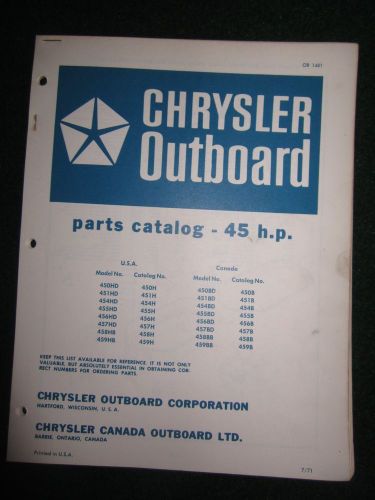 OB 1481
CHRYSLER
Outboard
parts catalog - 45 h.p.
U.S.A. Canada
Model No. Catalog No. Model No. Catalog No.
450HD 450H 450BD 450B
451HD 451H 451BD 451B
454HD 454H 454BD 454B
455HD 455H 455BD 455B
456HD 456H 456BD 456B
457HD 457H 457BD 457B
458HB 458H 458BB 458B
459HB 459H 459BB 459B
KEEP THIS LIST AVAILABLE FOR REFERENCE. IT IS NOT ONLY
VALUABLE, BUT ABSOLUTELY ESSENTIAL IN OBTAINING COR-
RECT NUMBERS FOR ORDERING PARTS.
CHRYSLER OUTBOARD CORPORATION
HARTFORD, WISCONSIN, U. S. A.
CHRYSLER CANADA OUTBOARD LTD.
BARRIE, ONTARIO, CANADA
Printed in U.S.A.
7/71